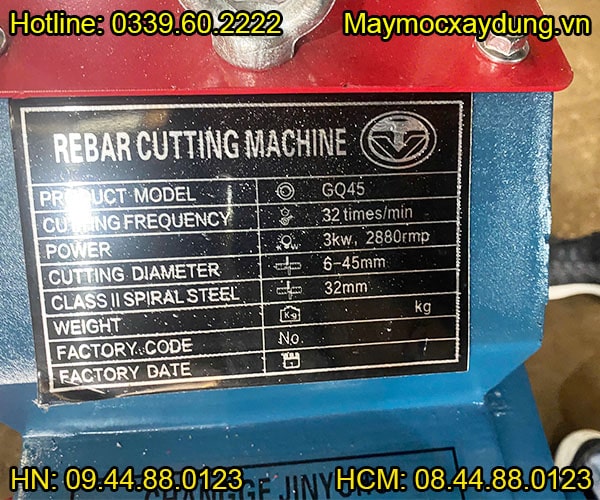 Hotline: 0339.60.2222
Maymocxaydung.vn
REBAR CUTTING MACHINE
PRODUCT MODEL GQ45
CUTTING FREQUENCY 32 times/min
POWER 3kw, 2880rmp
CUTTING DIAMETER 6-45mm
CLASS II SPIRAL STEEL 32mm
WEIGHT Kg kg
FACTORY CODE No
FACTORY DATE
HN: 09.44.88.0123
HCM: 08.44.88.0123